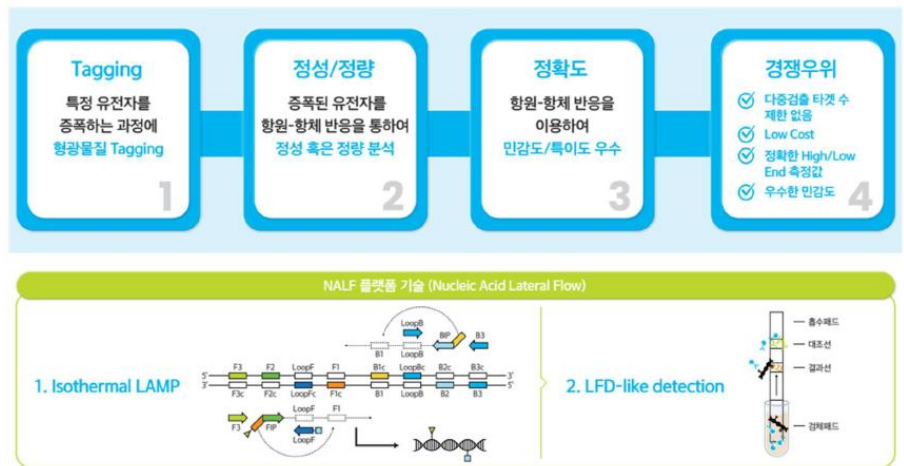 Tagging
특정 유전자를
증폭하는 과정에
형광물질 Tagging
1
정성/정량
증폭된 유전자를
항원-항체 반응을 통하여
정성 혹은 정량 분석
2
정확도
항원-항체 반응을
이용하여
민감도/특이도 우수
3
경쟁우위
다중검출 타겟 수
제한 없음
Low Cost
정확한 High/Low
End 측정값
우수한 민감도
4
NALF 플랫폼 기술 (Nucleic Acid Lateral Flow)
1. Isothermal LAMP
LoopB
BIP B3
B1 LoopB
F3 F2 LoopF F1 B1c LoopBc B2c B3c
5' 3'
3' 5'
F3c F2c LoopFc F1c B1 LoopB B2 B3
LoopF F1
F3 FIP LoopF
2. LFD-like detection
흡수패드
대조선
결과선
검체패드